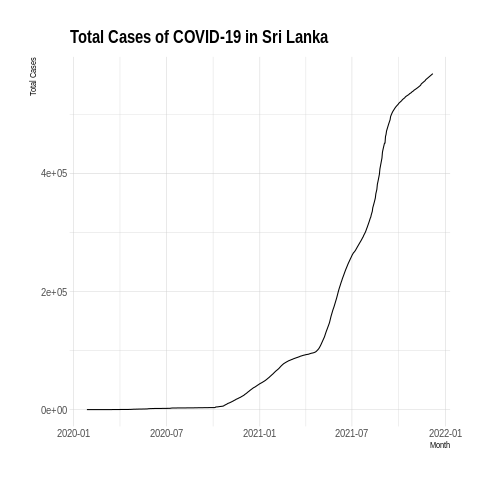 Total Cases of COVID-19 in Sri Lanka
Total Cases
4e+05
2e+05
0e+00
2020-01 2020-07 2021-01 2021-07 2022-01
Month